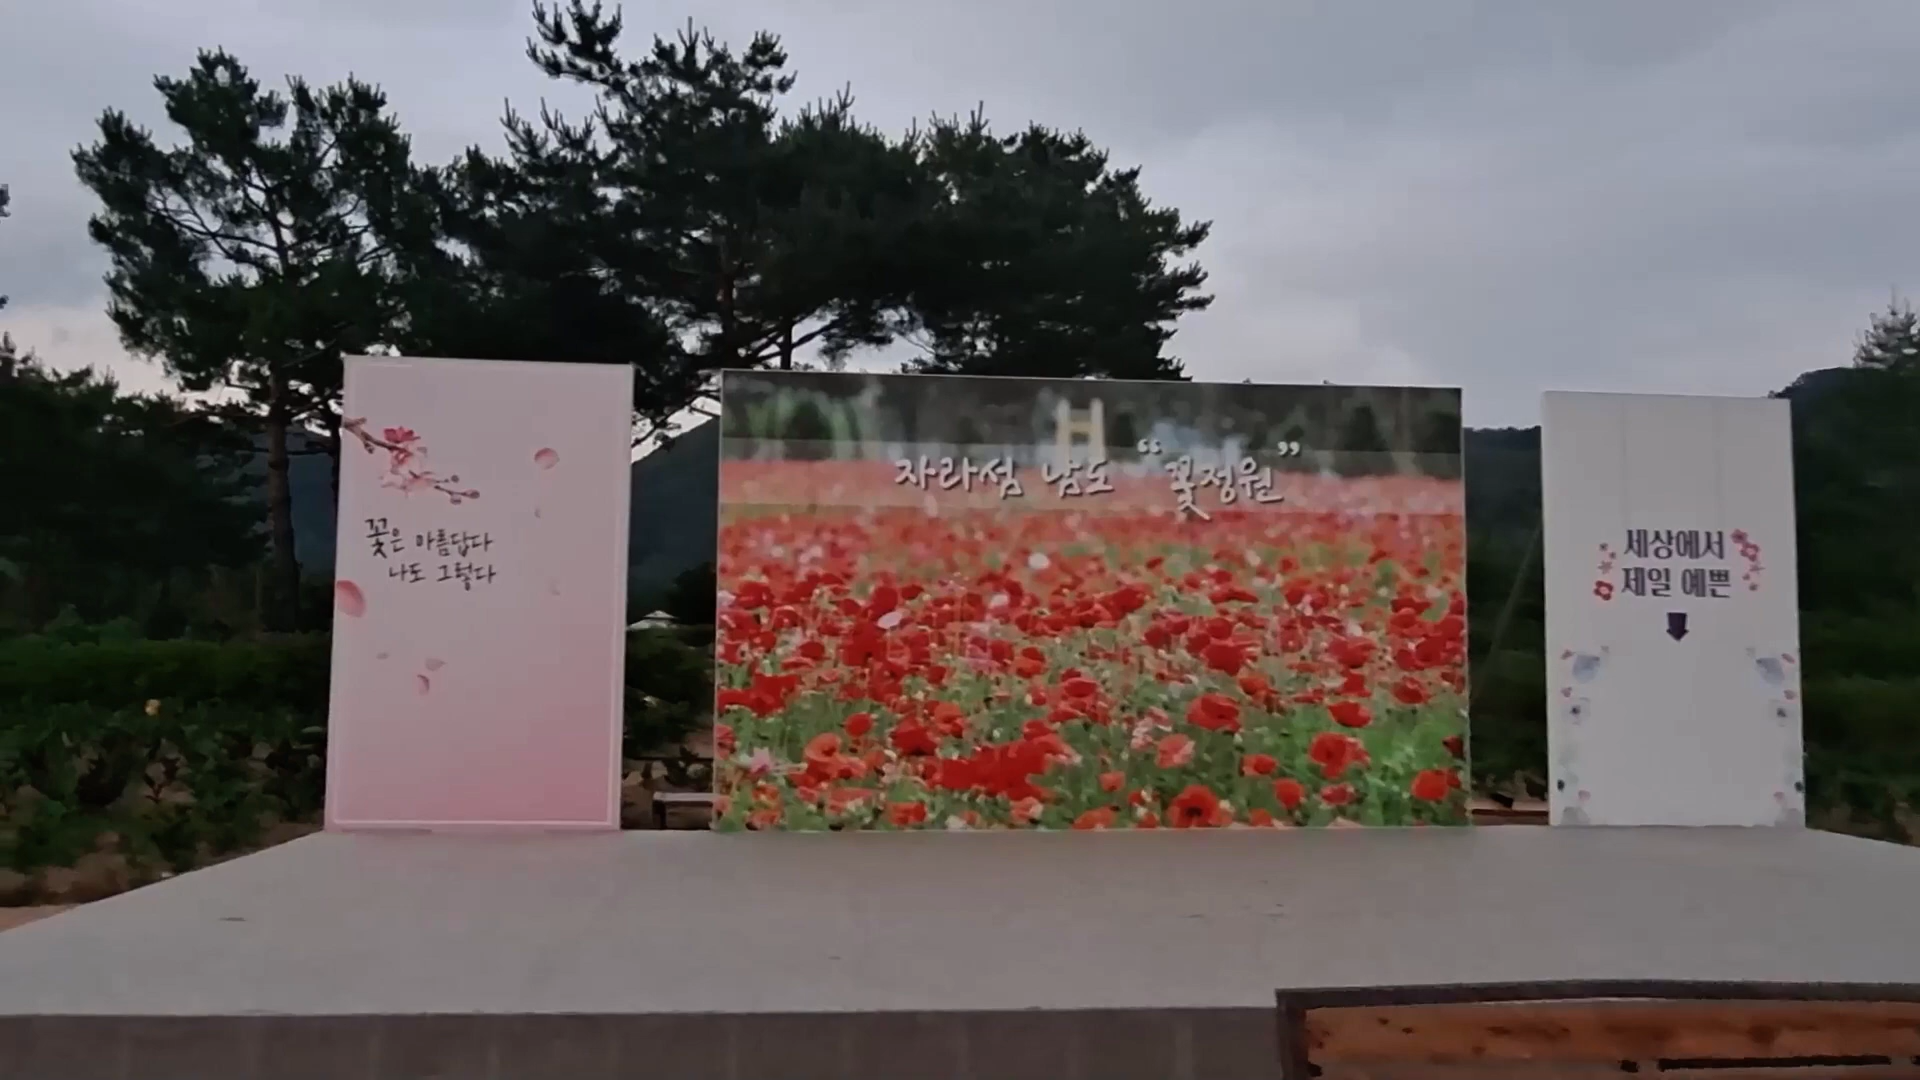 꽃은 아름답다
나도 그렇다
자라섬 남도 “꽃정원”
세상에서
제일 예쁜